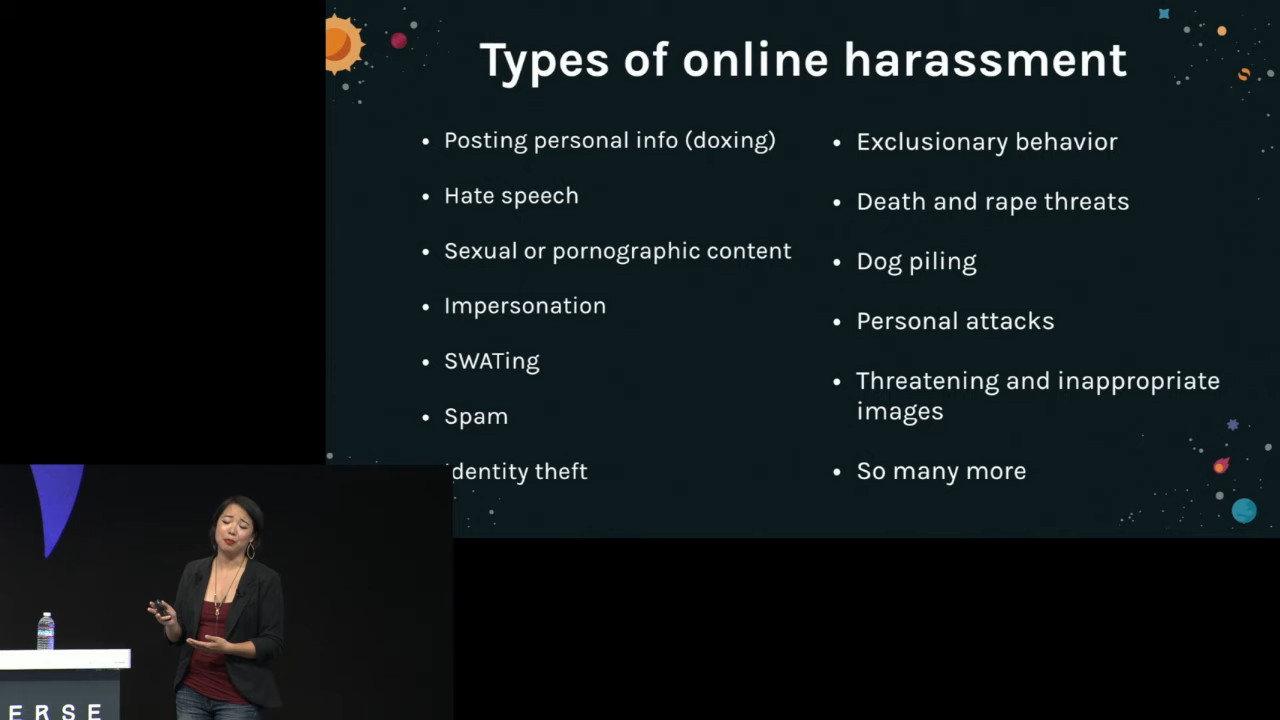 Types of online harassment
• Posting personal info (doxing)
• Hate speech
• Sexual or pornographic content
• Impersonation
• SWATing
• Spam
dentity theft
• Exclusionary behavior
• Death and rape threats
• Dog piling
• Personal attacks
• Threatening and inappropriate
images
• So many more
ERSE